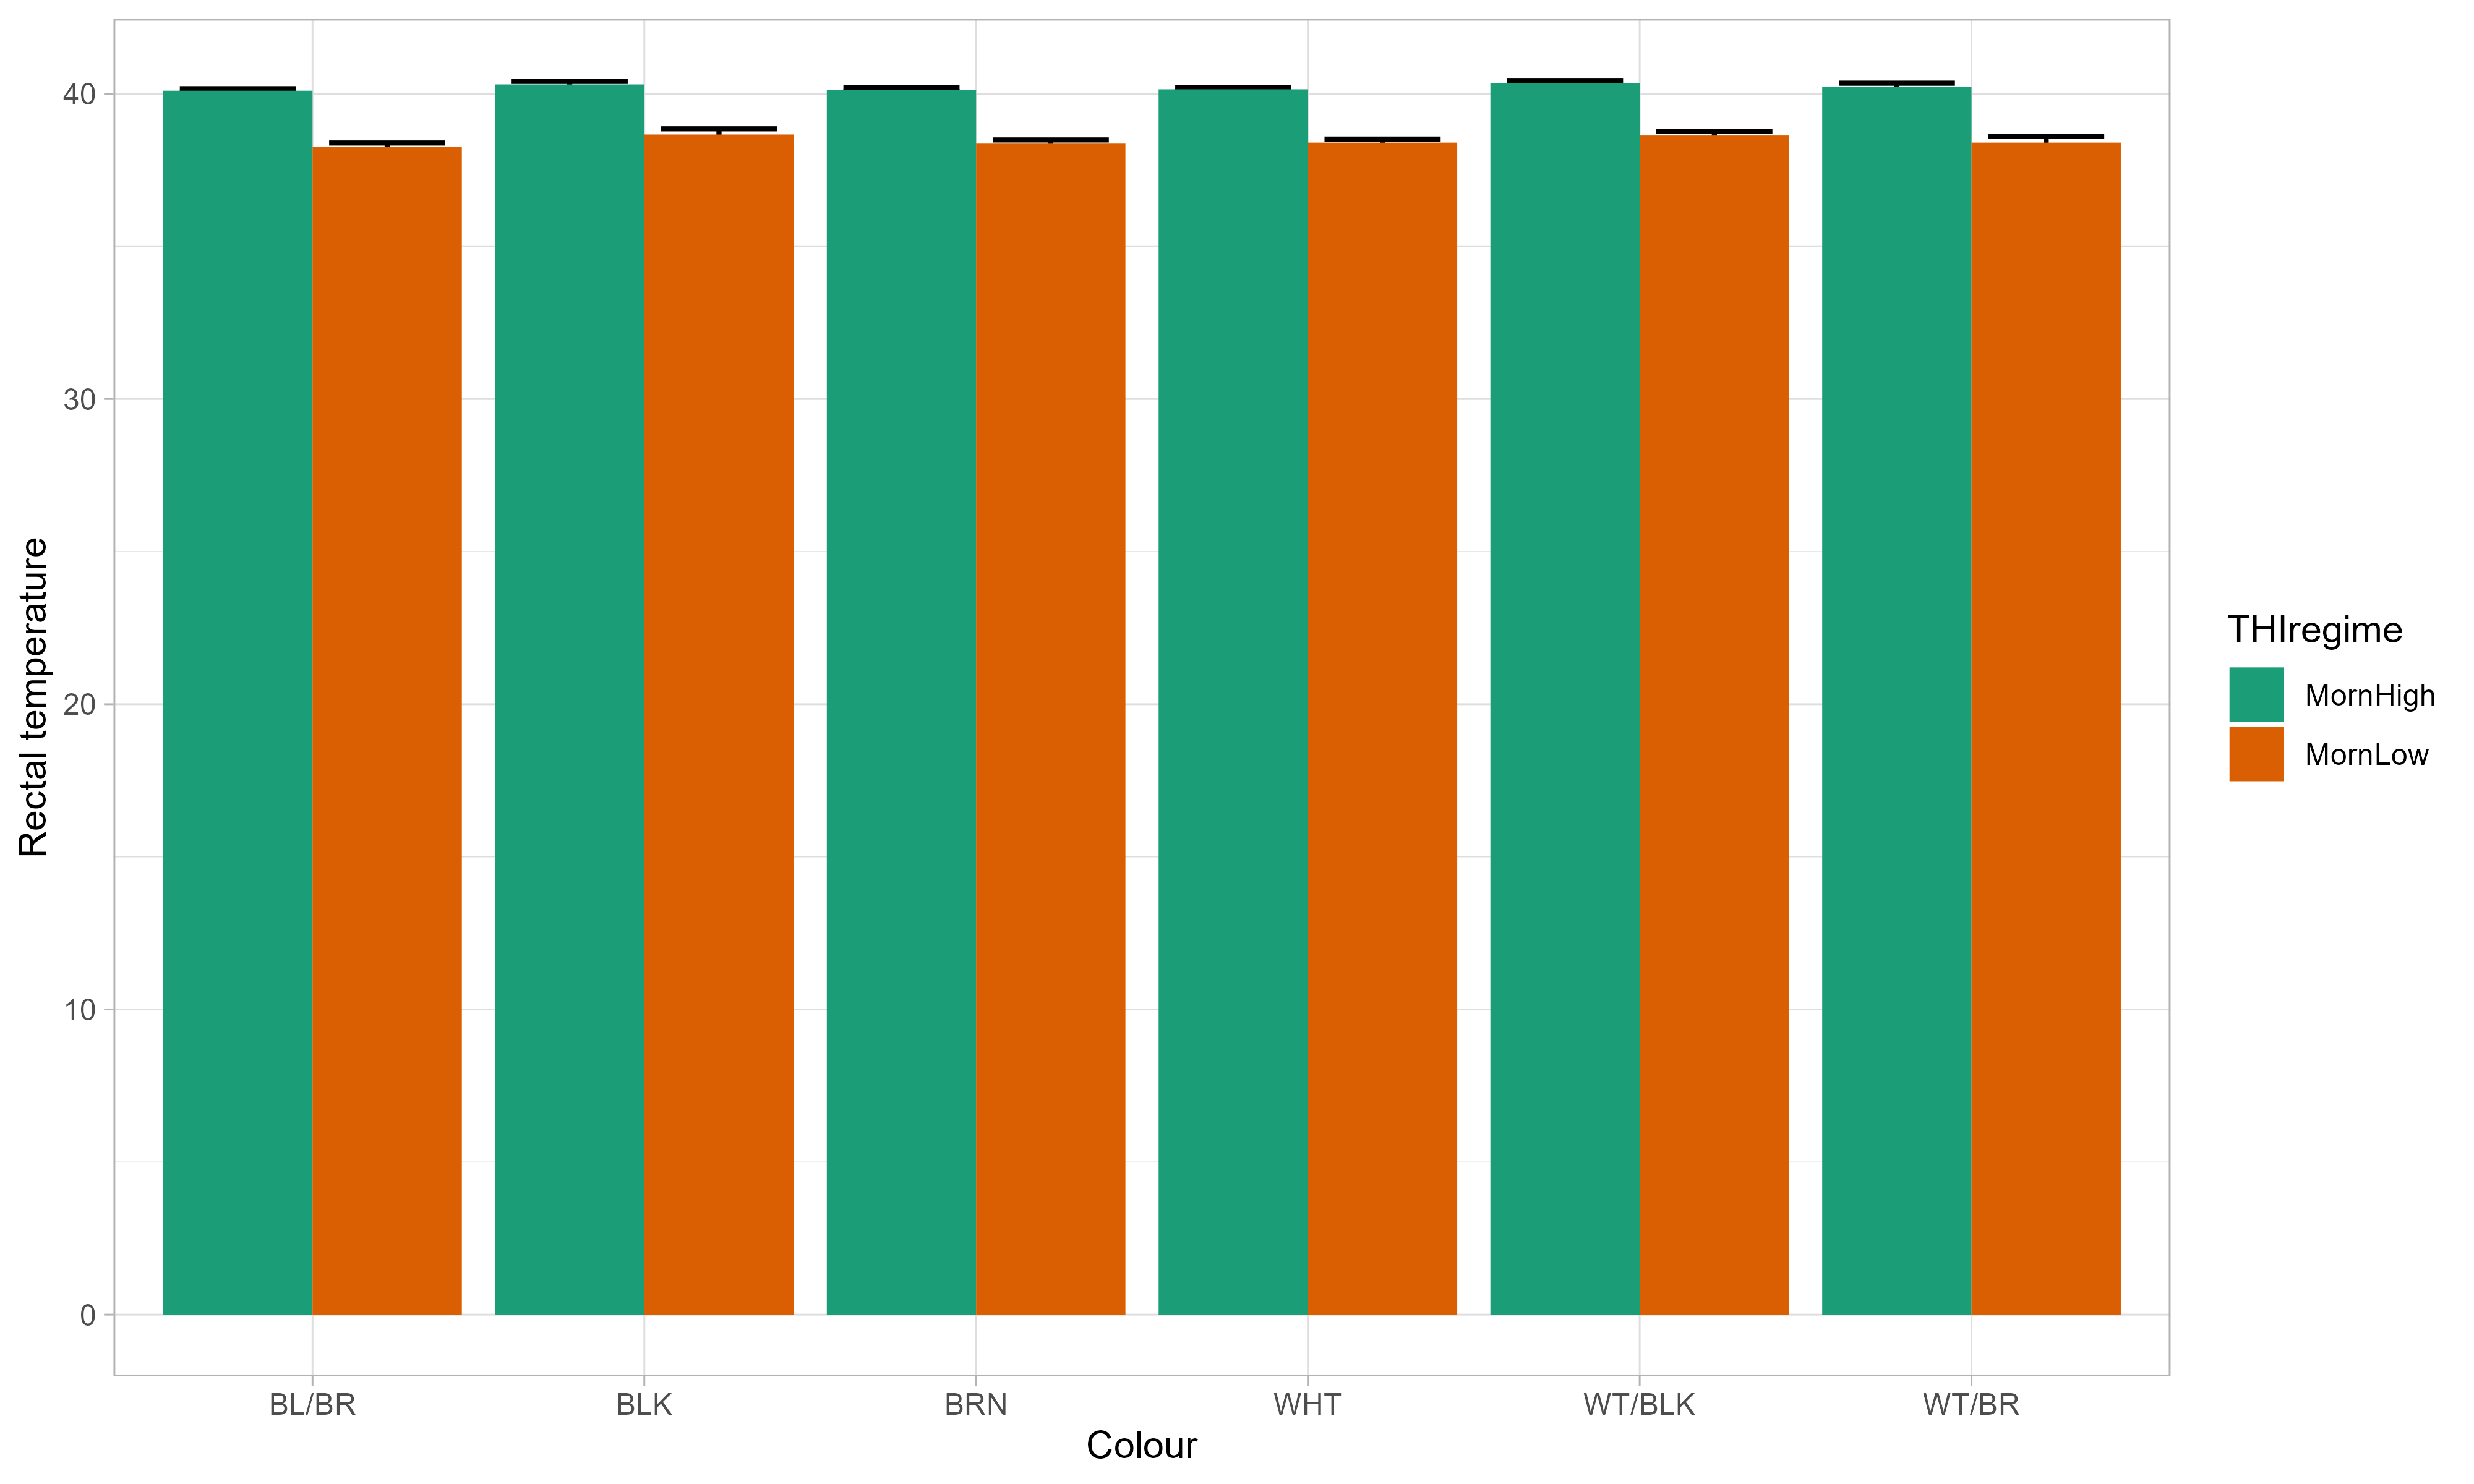 40
30
20
10
0
Rectal temperature
BL/BR
BLK
BRN
WHT
WT/BLK
WT/BR
Colour
THIregime
MornHigh
MornLow